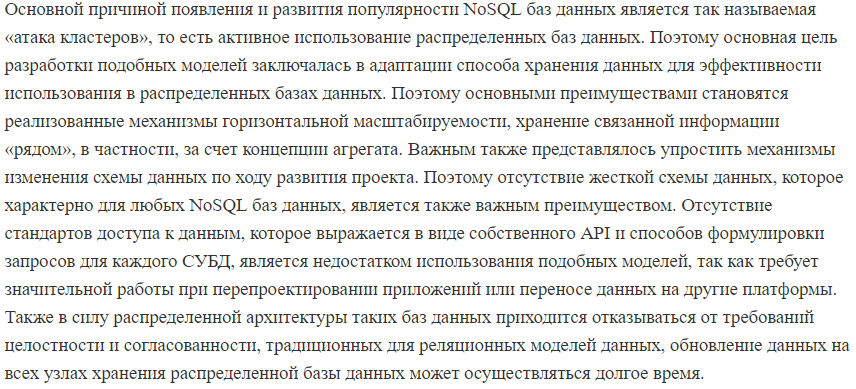 Основной причиной появления и развития популярности NoSQL баз данных является так называемая
«атака кластеров», то есть активное использование распределенных баз данных. Поэтому основная цель
разработки подобных моделей заключалась в адаптации способа хранения данных для эффективности
использования в распределенных базах данных. Поэтому основными преимуществами становятся
реализованные механизмы горизонтальной масштабируемости, хранение связанной информации
«рядом», в частности, за счет концепции агрегата. Важным также представлялось упростить механизмы
изменения схемы данных по ходу развития проекта. Поэтому отсутствие жесткой схемы данных, которое
характерно для любых NoSQL баз данных, является также важным преимуществом. Отсутствие
стандартов доступа к данным, которое выражается в виде собственного API и способов формулировки
запросов для каждого СУБД, является недостатком использования подобных моделей, так как требует
значительной работы при перепроектировании приложений или переносе данных на другие платформы.
Также в силу распределенной архитектуры таких баз данных приходится отказываться от требований
целостности и согласованности, традиционных для реляционных моделей данных, обновление данных на
всех узлах хранения распределенной базы данных может осуществляться долгое время.